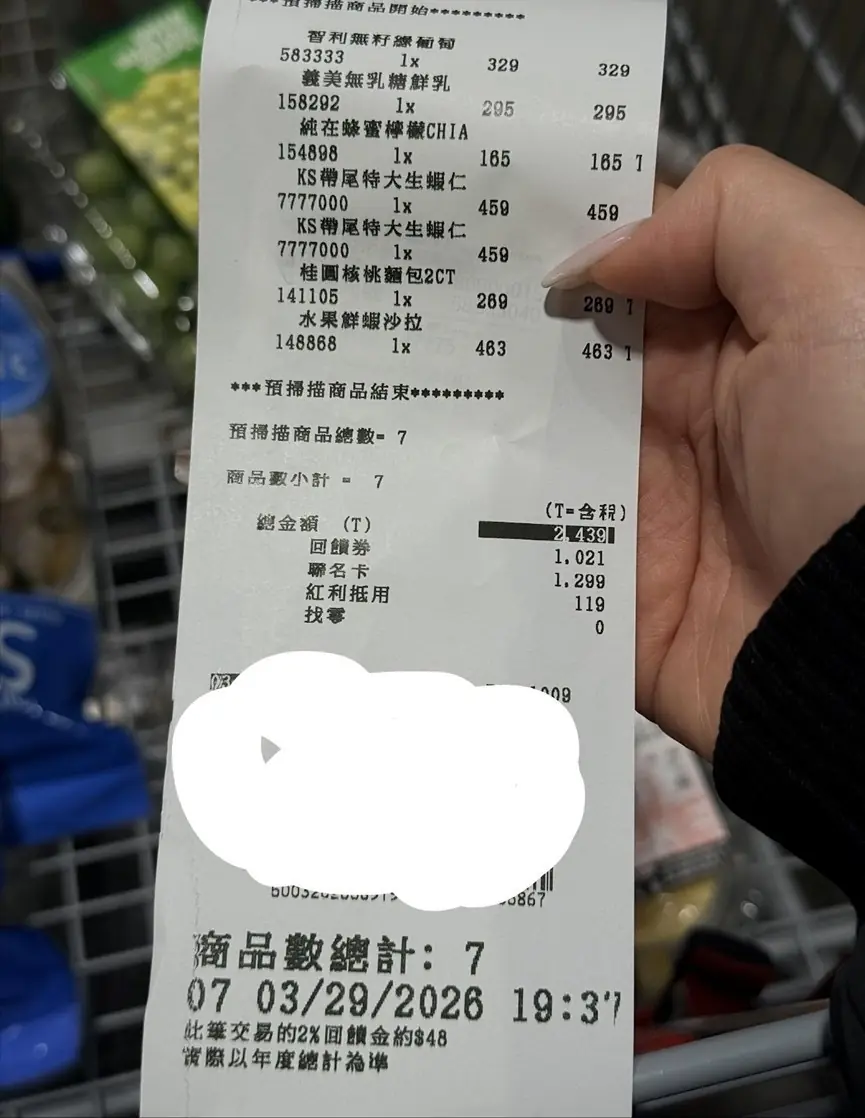 ***預掃描商品開始*********
智利無籽綠葡萄
583333 1x 329 329
義美無乳糖鮮乳
158292 1x 295 295
純在蜂蜜檸檬CHIA
154898 1x 165 165 T
KS帶尾特大生蝦仁
7777000 1x 459 459
KS帶尾特大生蝦仁
7777000 1x 459
桂圓核桃麵包2CT
141105 1x 269 269 T
水果鮮蝦沙拉
148868 1x 463 463 T
***預掃描商品結束*********
預掃描商品總數= 7
商品數小計 = 7
(T=含稅)
總金額 (T) 2,439
回饋券 1,021
聯名卡 1,299
紅利抵用 119
找零 0
商品數總計: 7
07 03/29/2026 19:37
此筆交易的2%回饋金約$48
實際以年度總計為準